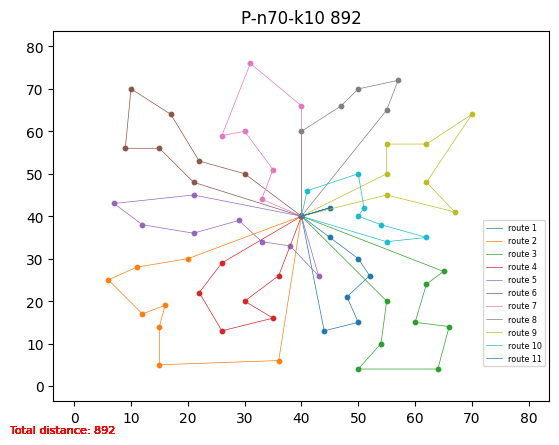 P-n70-k10 892
80
70
60
50
40
30
20
10
0
route 1
route 2
route 3
route 4
route 5
route 6
route 7
route 8
route 9
route 10
route 11
0 10 20 30 40 50 60 70 80
Total distance: 892